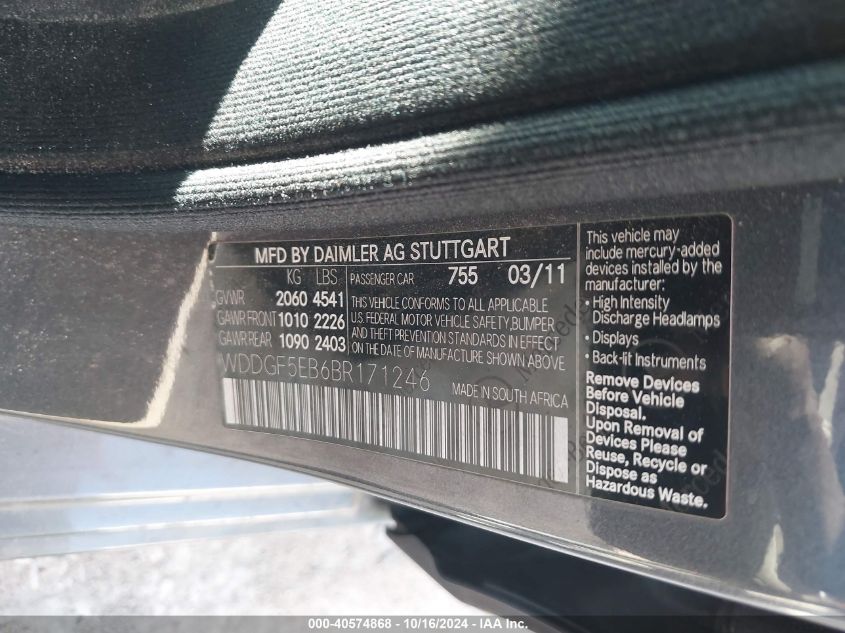 MFD BY DAIMLER AG STUTTGART
KG LBS PASSENGER CAR 755 03/11
GVWR 2060 4541
GAWR FRONT 1010 2226
GAWR REAR 1090 2403
THIS VEHICLE CONFORMS TO ALL APPLICABLE
U.S. FEDERAL MOTOR VEHICLE SAFETY, BUMPER
AND THEFT PREVENTION STANDARDS IN EFFECT
ON THE DATE OF MANUFACTURE SHOWN ABOVE
WDDGF5EB6BR171246
MADE IN SOUTH AFRICA
This vehicle may
include mercury-added
devices installed by the
manufacturer:
• High Intensity
Discharge Headlamps
• Displays
• Back-lit Instruments
Remove Devices
Before Vehicle
Disposal.
Upon Removal of
Devices Please
Reuse, Recycle or
Dispose as
Hazardous Waste.
000-40574868 - 10/16/2024 - IAA Inc.